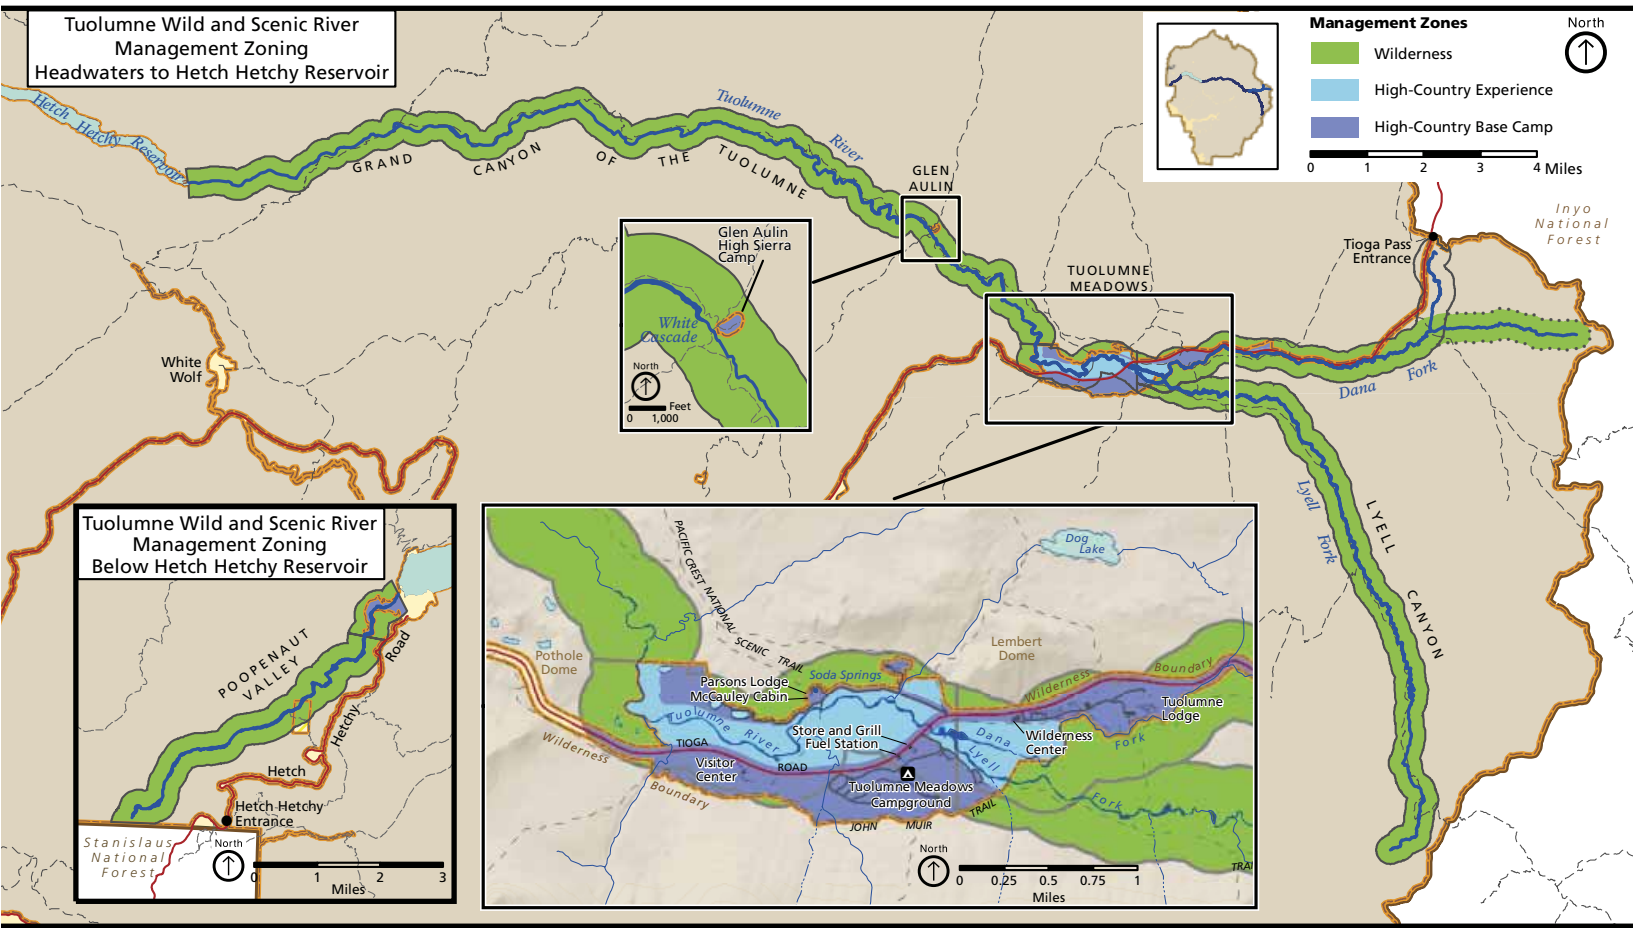 Tuolumne Wild and Scenic River
Management Zoning
Headwaters to Hetch Hetchy Reservoir
Management Zones
Wilderness
High-Country Experience
High-Country Base Camp
0 1 2 3 4 Miles
North
Hetch Hetchy Reservoir
GRAND CANYON OF THE TUOLUMNE
Tuolumne River
GLEN
AULIN
Glen Aulin
High Sierra
Camp
White
Cascade
North
Feet
0 1,000
TUOLUMNE
MEADOWS
Tioga Pass
Entrance
Inyo
National
Forest
Dana Fork
Lyell Fork
LYELL CANYON
White
Wolf
Tuolumne Wild and Scenic River
Management Zoning
Below Hetch Hetchy Reservoir
POOPENAUT
VALLEY
Hetch Hetchy Road
Hetch Hetchy
Entrance
Stanislaus
National
Forest
North
0 1 2 3
Miles
PACIFIC CREST NATIONAL SCENIC TRAIL
Dog
Lake
Lembert
Dome
Pothole
Dome
Soda Springs
Parsons Lodge
McCauley Cabin
Wilderness Boundary
Tuolumne
Lodge
Tuolumne River
Store and Grill
Fuel Station
Dana Fork
Wilderness
Center
Lyell Fork
TIOGA ROAD
Visitor
Center
Wilderness Boundary
Tuolumne Meadows
Campground
JOHN MUIR TRAIL
TRAI
North
0 0.25 0.5 0.75 1
Miles